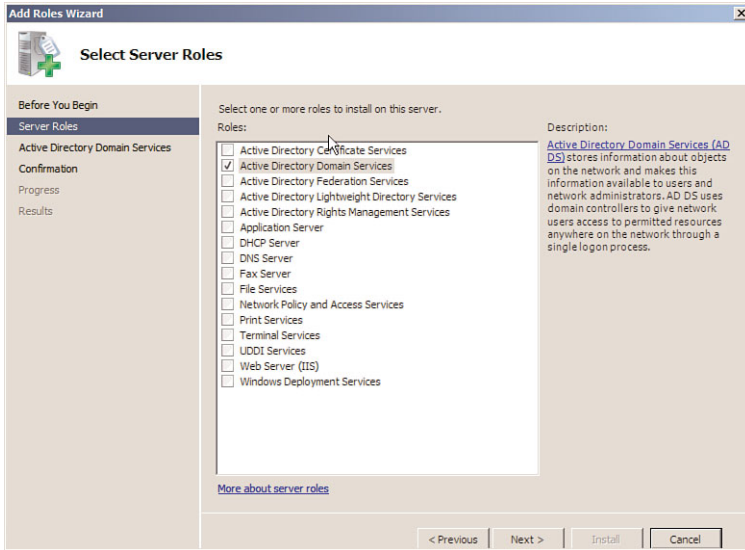 Add Roles Wizard
Select Server Roles
Before You Begin
Server Roles
Active Directory Domain Services
Confirmation
Progress
Results
Select one or more roles to install on this server.
Roles:
Active Directory Certificate Services
Active Directory Domain Services
Active Directory Federation Services
Active Directory Lightweight Directory Services
Active Directory Rights Management Services
Application Server
DHCP Server
DNS Server
Fax Server
File Services
Network Policy and Access Services
Print Services
Terminal Services
UDDI Services
Web Server (IIS)
Windows Deployment Services
More about server roles
Description:
Active Directory Domain Services (AD
DS) stores information about objects
on the network and makes this
information available to users and
network administrators. AD DS uses
domain controllers to give network
users access to permitted resources
anywhere on the network through a
single logon process.
< Previous
Next >
Install
Cancel